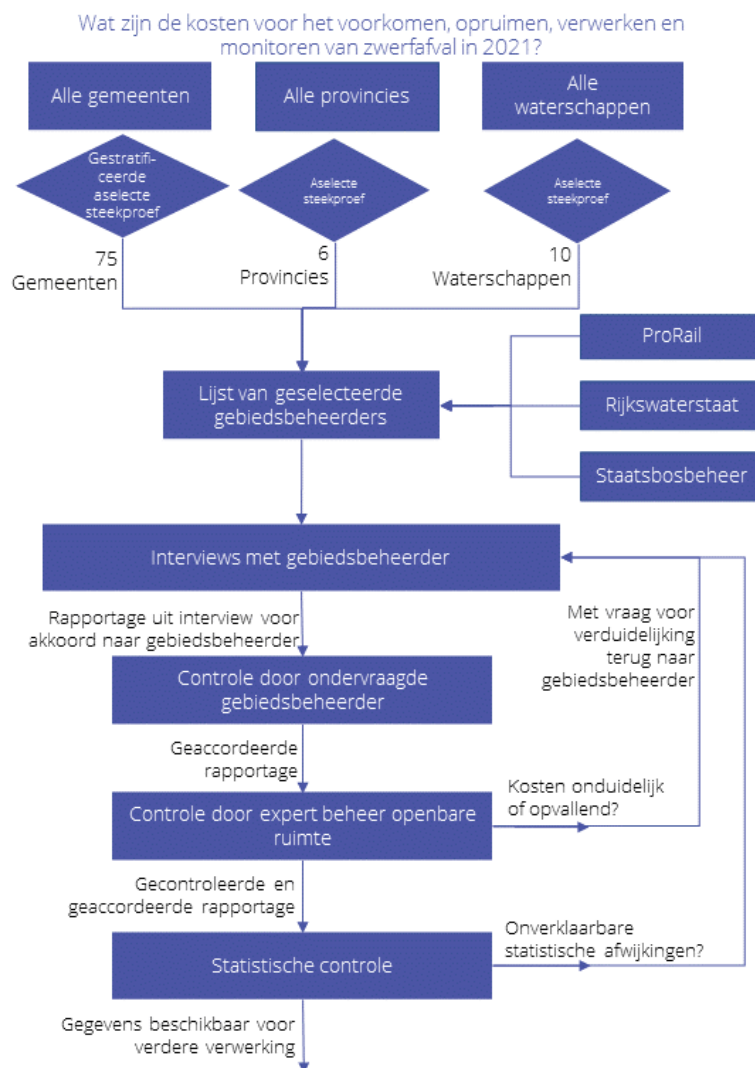 Wat zijn de kosten voor het voorkomen, opruimen, verwerken en
monitoren van zwerfafval in 2021?
Alle gemeenten
Alle provincies
Alle
waterschappen
Gestratifi-
ceerde
aselecte
steekproef
Aselecte
steekproef
Aselecte
steekproef
75
Gemeenten
6
Provincies
10
Waterschappen
ProRail
Lijst van geselecteerde
gebiedsbeheerders
Rijkswaterstaat
Staatsbosbeheer
Interviews met gebiedsbeheerder
Rapportage uit interview voor
akkoord naar gebiedsbeheerder
Met vraag voor
verduidelijking
terug naar
gebiedsbeheerder
Controle door ondervraagde
gebiedsbeheerder
Geaccordeerde
rapportage
Kosten onduidelijk
of opvallend?
Controle door expert beheer openbare
ruimte
Gecontroleerde en
geaccordeerde rapportage
Onverklaarbare
statistische afwijkingen?
Statistische controle
Gegevens beschikbaar voor
verdere verwerking